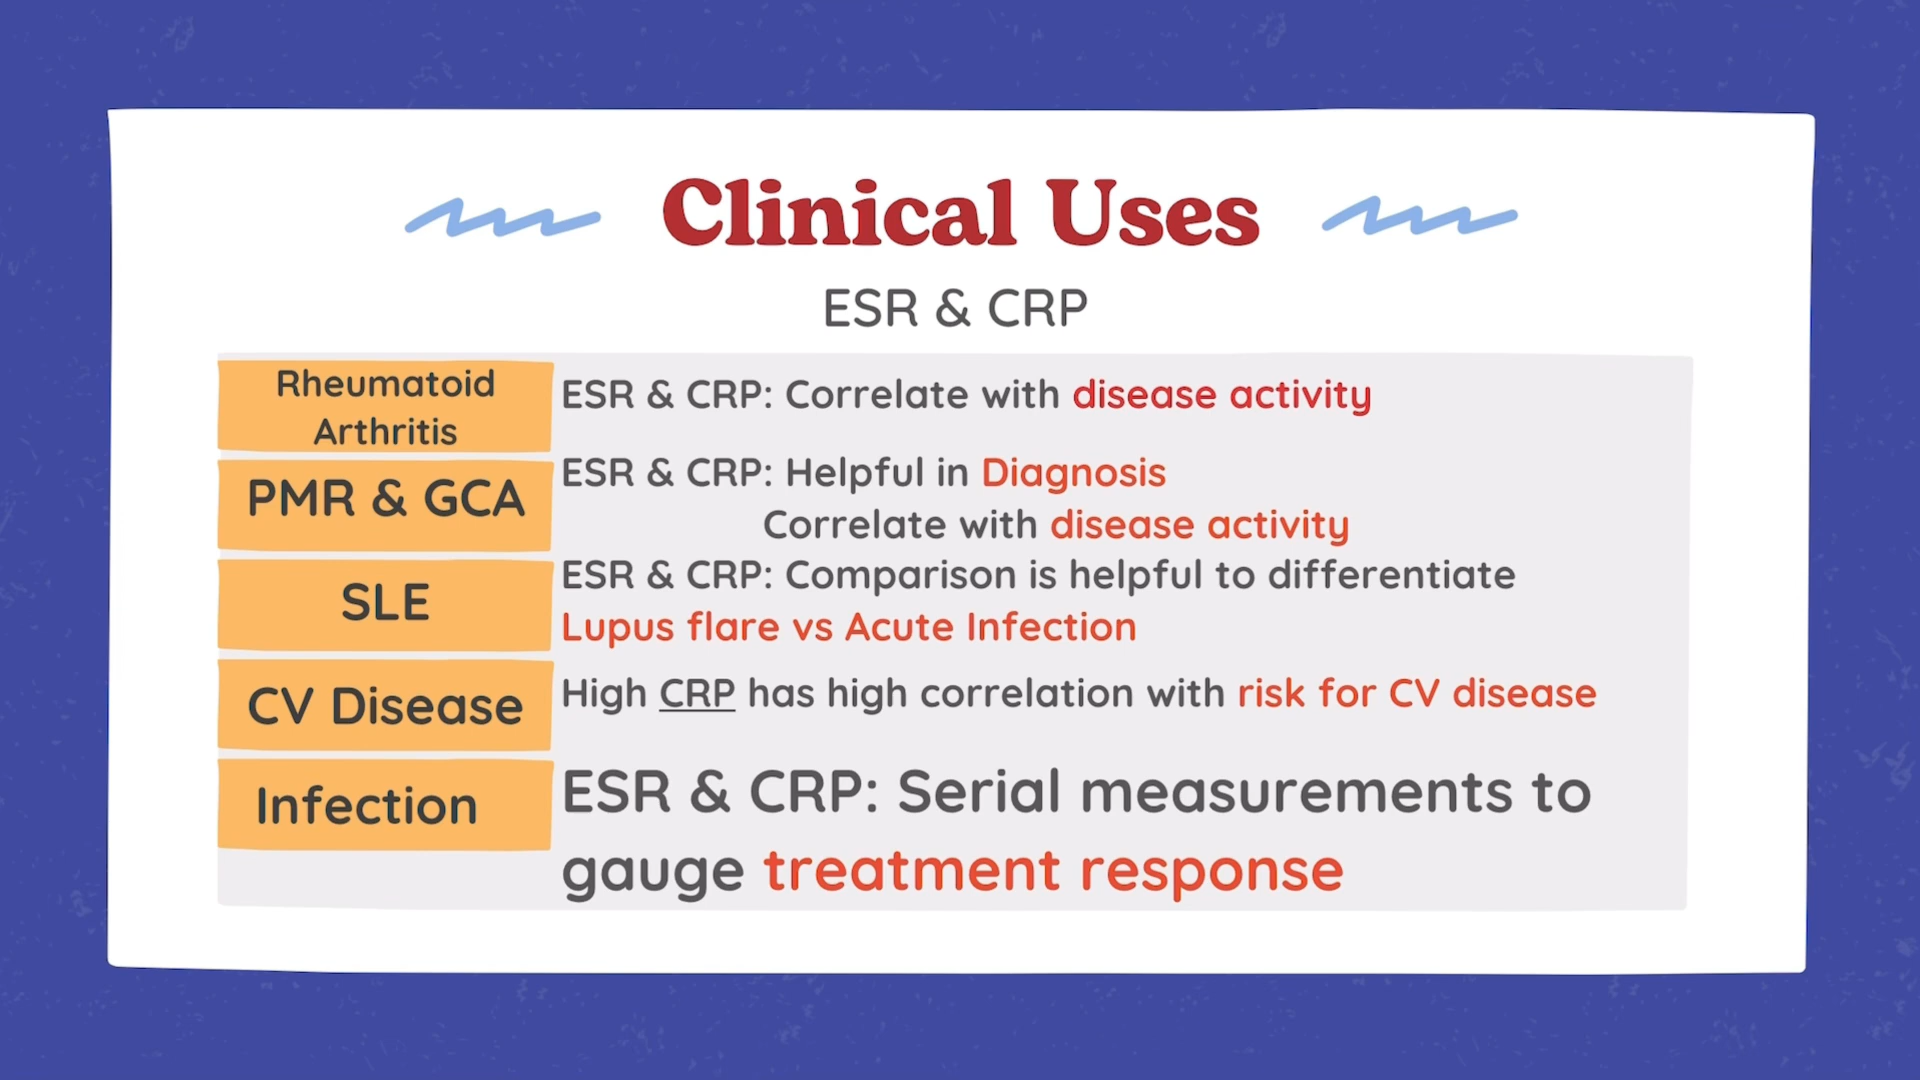 Clinical Uses
ESR & CRP
Rheumatoid
Arthritis
ESR & CRP: Correlate with disease activity
PMR & GCA
ESR & CRP: Helpful in Diagnosis
Correlate with disease activity
SLE
ESR & CRP: Comparison is helpful to differentiate
Lupus flare vs Acute Infection
CV Disease
High CRP has high correlation with risk for CV disease
Infection
ESR & CRP: Serial measurements to
gauge treatment response